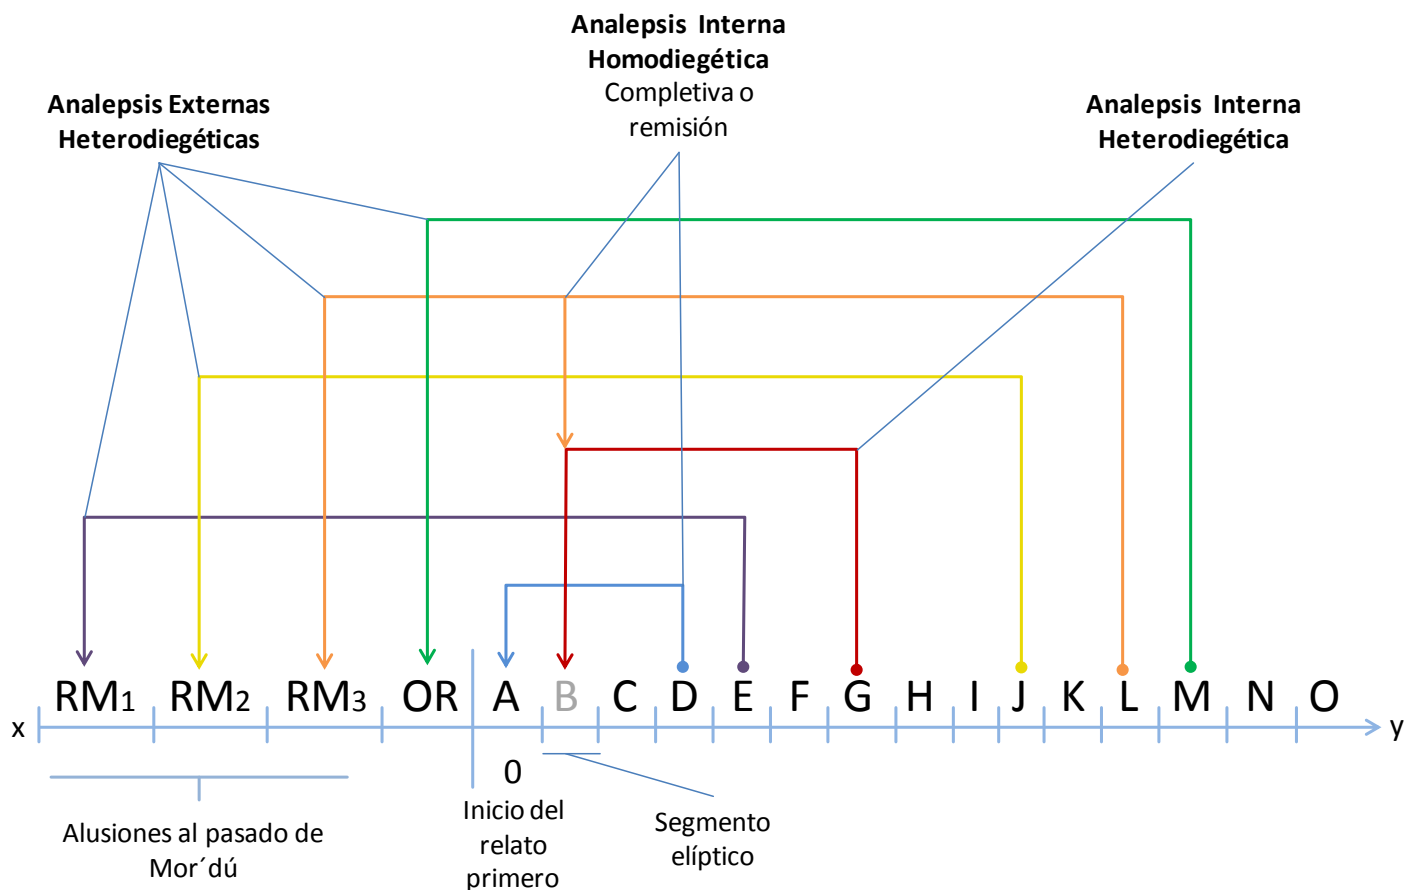 Analepsis Interna
Homodiegética
Completiva o
remisión
Analepsis Externas
Heterodiegéticas
Analepsis Interna
Heterodiegética
RM1 RM2 RM3 OR A B C D E F G H I J K L M N O
x y
0
Inicio del
relato
primero
Segmento
elíptico
Alusiones al pasado de
Mor´dú